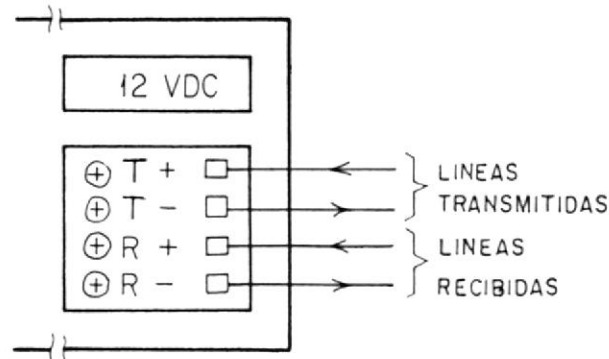 12 VDC
T +
T -
R +
R -
LINEAS
TRANSMITIDAS
LINEAS
RECIBIDAS